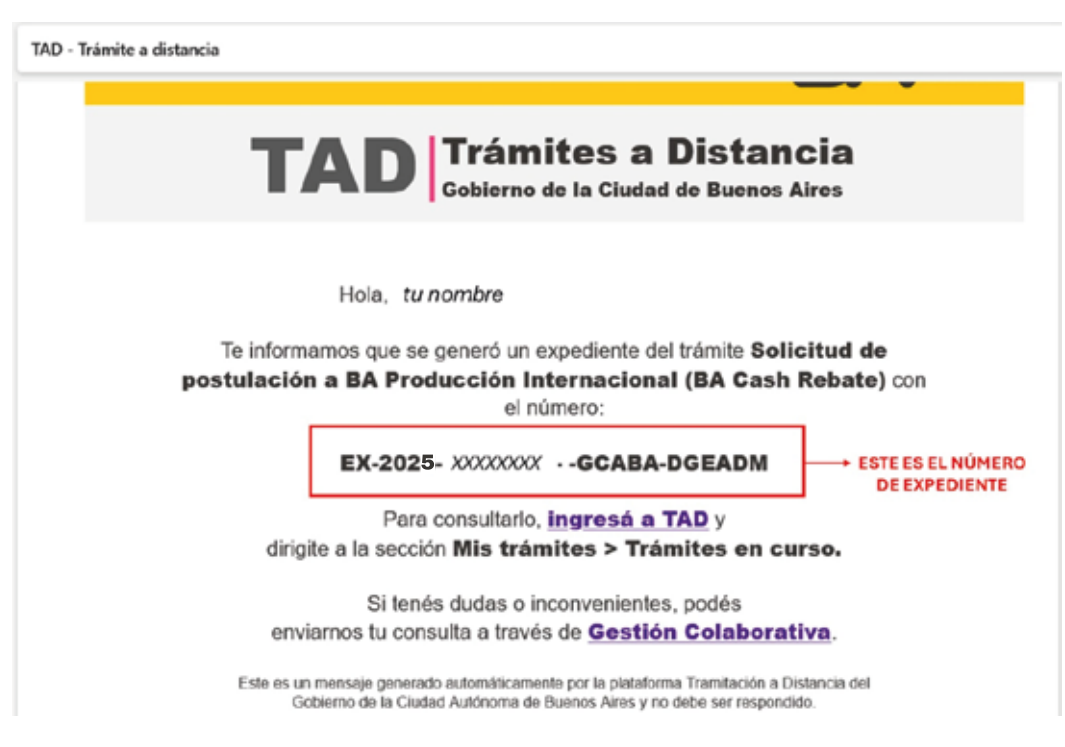 TAD - Trámite a distancia
TAD
Trámites a Distancia
Gobierno de la Ciudad de Buenos Aires
Hola, tu nombre
Te informamos que se generó un expediente del trámite Solicitud de
postulación a BA Producción Internacional (BA Cash Rebate) con
el número:
EX-2025- XXXXXXXX - -GCABA-DGEADM
ESTE ES EL NÚMERO
DE EXPEDIENTE
Para consultarlo, ingresá a TAD y
dirigite a la sección Mis trámites > Trámites en curso.
Si tenés dudas o inconvenientes, podés
enviarnos tu consulta a través de Gestión Colaborativa.
Este es un mensaje generado automáticamente por la plataforma Tramitación a Distancia del
Gobierno de la Ciudad Autónoma de Buenos Aires y no debe ser respondido.